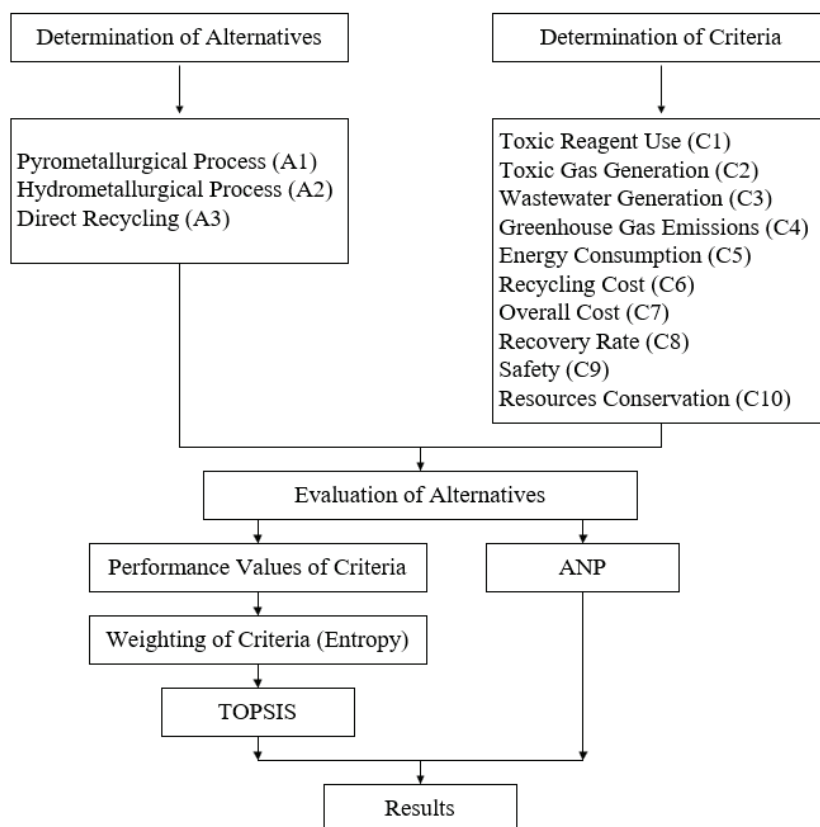 Determination of Alternatives
Determination of Criteria
Pyrometallurgical Process (A1)
Hydrometallurgical Process (A2)
Direct Recycling (A3)
Toxic Reagent Use (C1)
Toxic Gas Generation (C2)
Wastewater Generation (C3)
Greenhouse Gas Emissions (C4)
Energy Consumption (C5)
Recycling Cost (C6)
Overall Cost (C7)
Recovery Rate (C8)
Safety (C9)
Resources Conservation (C10)
Evaluation of Alternatives
Performance Values of Criteria
ANP
Weighting of Criteria (Entropy)
TOPSIS
Results